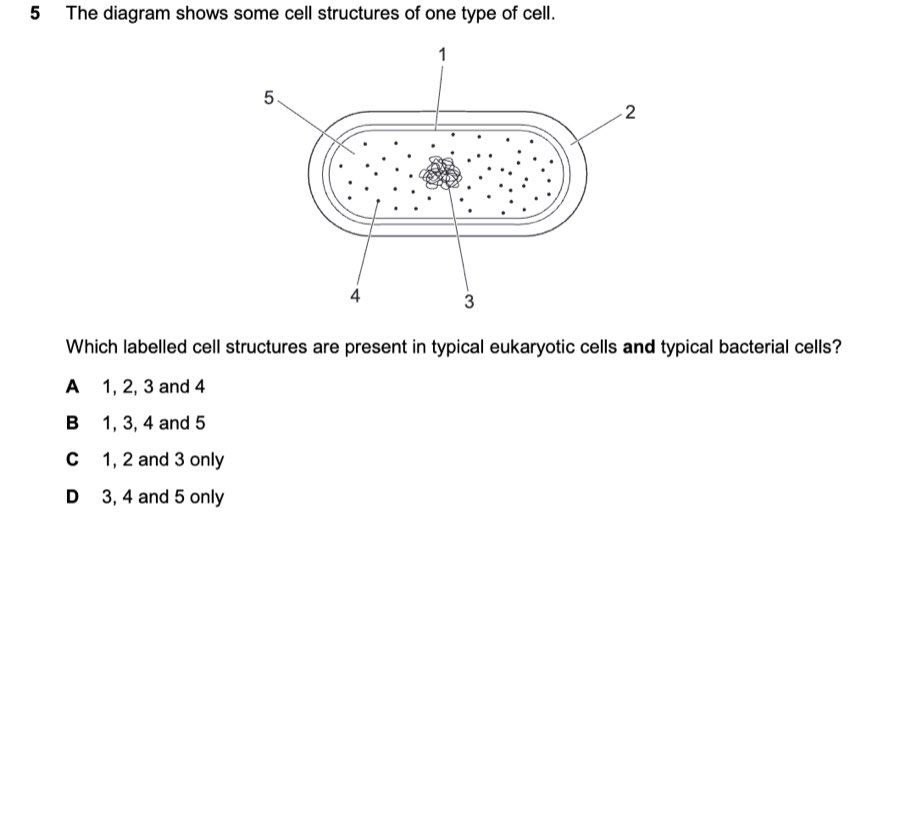 5 The diagram shows some cell structures of one type of cell.
1
5
2
4
3
Which labelled cell structures are present in typical eukaryotic cells and typical bacterial cells?
A 1, 2, 3 and 4
B 1, 3, 4 and 5
C 1, 2 and 3 only
D 3, 4 and 5 only